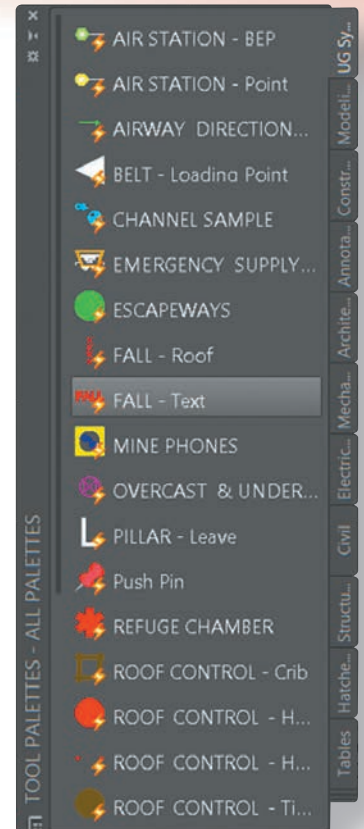 AIR STATION - BEP
AIR STATION - Point
AIRWAY DIRECTION...
BELT - Loading Point
CHANNEL SAMPLE
EMERGENCY SUPPLY...
ESCAPEWAYS
FALL - Roof
FALL - Text
MINE PHONES
OVERCAST & UNDER...
PILLAR - Leave
Push Pin
REFUGE CHAMBER
ROOF CONTROL - Crib
ROOF CONTROL - H...
ROOF CONTROL - H...
ROOF CONTROL - Ti...
TOOL PALETTES - ALL PALETTES
UG Sy...
Modeli...
Constr...
Annota...
Archite...
Mecha...
Electric...
Civil
Structu...
Hatche...
Tables